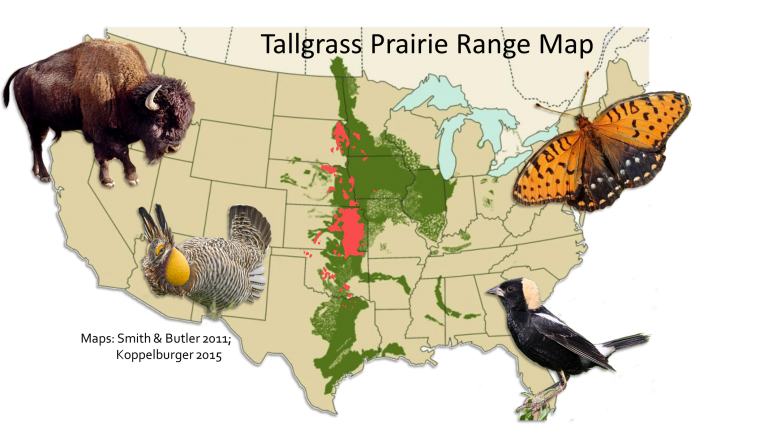 Tallgrass Prairie Range Map
Maps: Smith & Butler 2011;
Koppelburger 2015